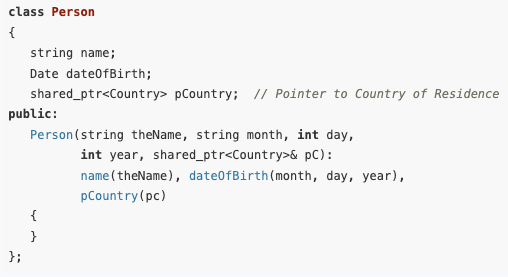 class Person
{
   string name;
   Date dateOfBirth;
   shared_ptr<Country> pCountry;  // Pointer to Country of Residence
public:
   Person(string theName, string month, int day,
          int year, shared_ptr<Country>& pC):
          name(theName), dateOfBirth(month, day, year),
          pCountry(pc)
   {
   }
};